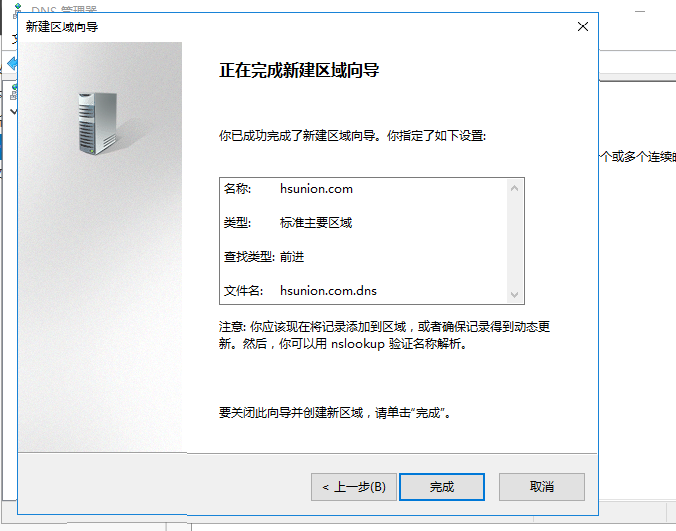 DNS 管理器
新建区域向导
正在完成新建区域向导
你已成功完成了新建区域向导。你指定了如下设置:
名称: hsunion.com
类型: 标准主要区域
查找类型: 前进
文件名: hsunion.com.dns
个或多个连续
注意: 你应该现在将记录添加到区域，或者确保记录得到动态更
新。然后，你可以用 nslookup 验证名称解析。
要关闭此向导并创建新区域，请单击“完成”。
< 上一步(B) 完成 取消